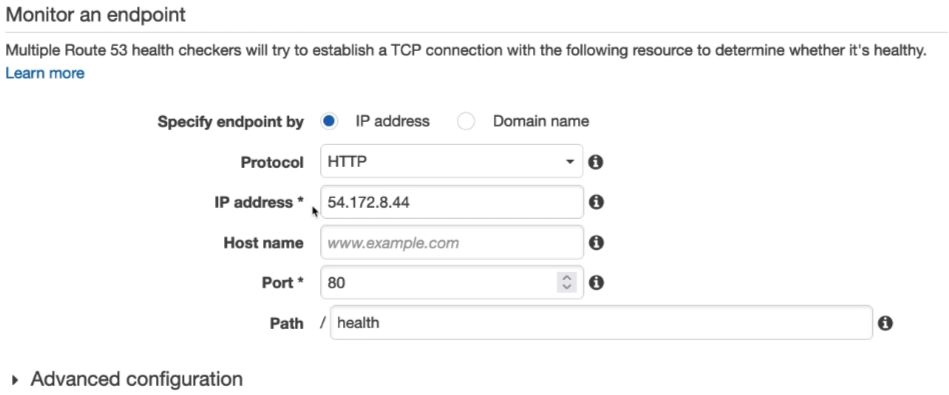 Monitor an endpoint
Multiple Route 53 health checkers will try to establish a TCP connection with the following resource to determine whether it's healthy.
Learn more
Specify endpoint by IP address Domain name
Protocol HTTP
IP address * 54.172.8.44
Host name www.example.com
Port * 80
Path / health
Advanced configuration